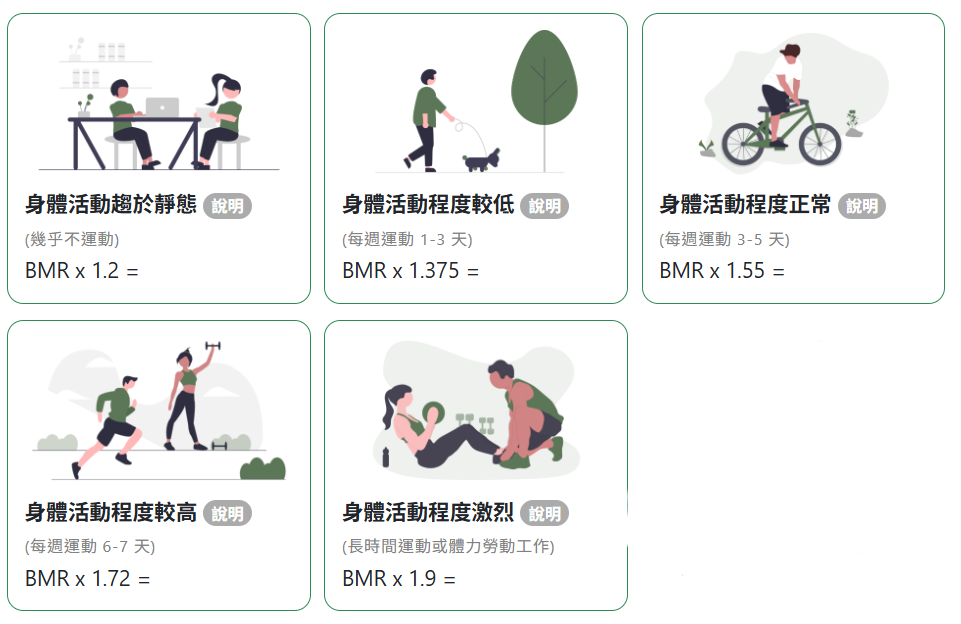 身體活動趨於靜態 說明
(幾乎不運動)
BMR x 1.2 =
身體活動程度較低 說明
(每週運動 1-3 天)
BMR x 1.375 =
身體活動程度正常 說明
(每週運動 3-5 天)
BMR x 1.55 =
身體活動程度較高 說明
(每週運動 6-7 天)
BMR x 1.72 =
身體活動程度激烈 說明
(長時間運動或體力勞動工作)
BMR x 1.9 =